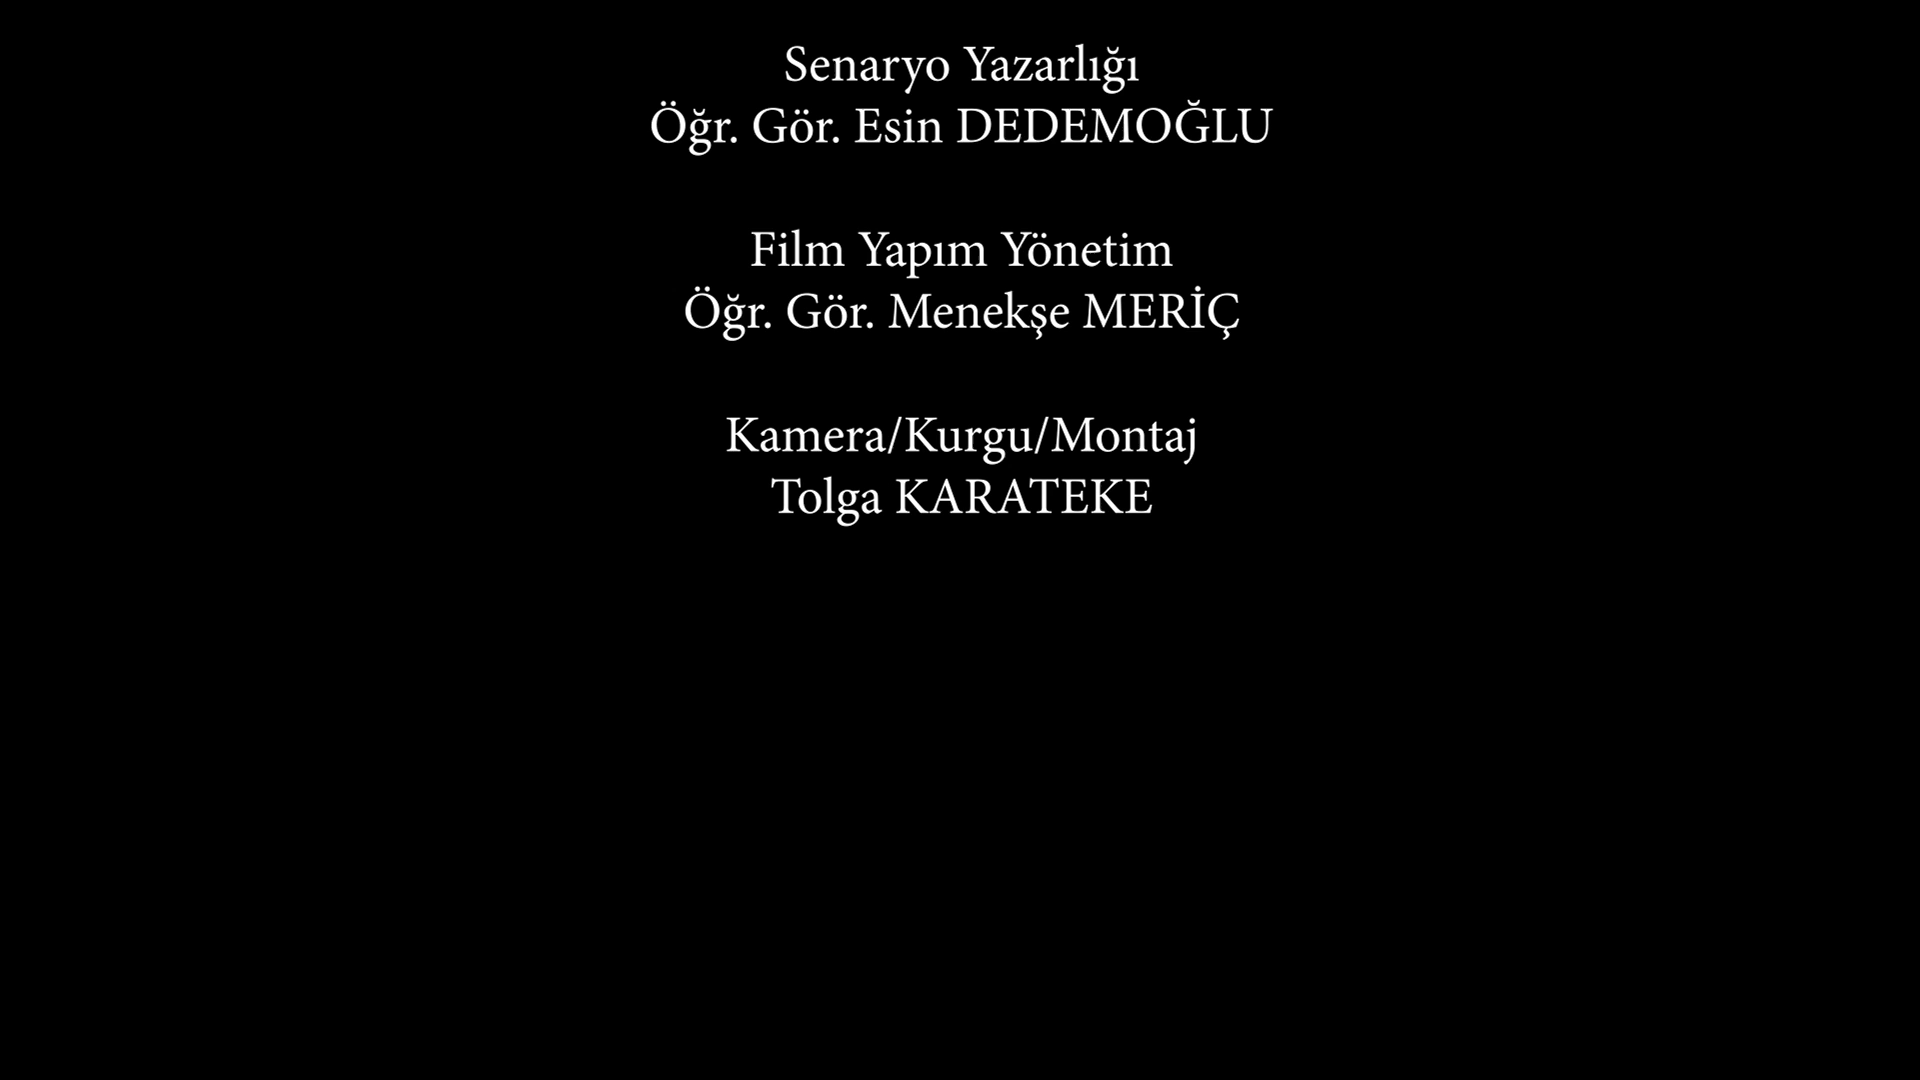 Senaryo Yazarlığı
Öğr. Gör. Esin DEDEMOĞLU
Film Yapım Yönetim
Öğr. Gör. Menekşe MERİÇ
Kamera/Kurgu/Montaj
Tolga KARATEKE